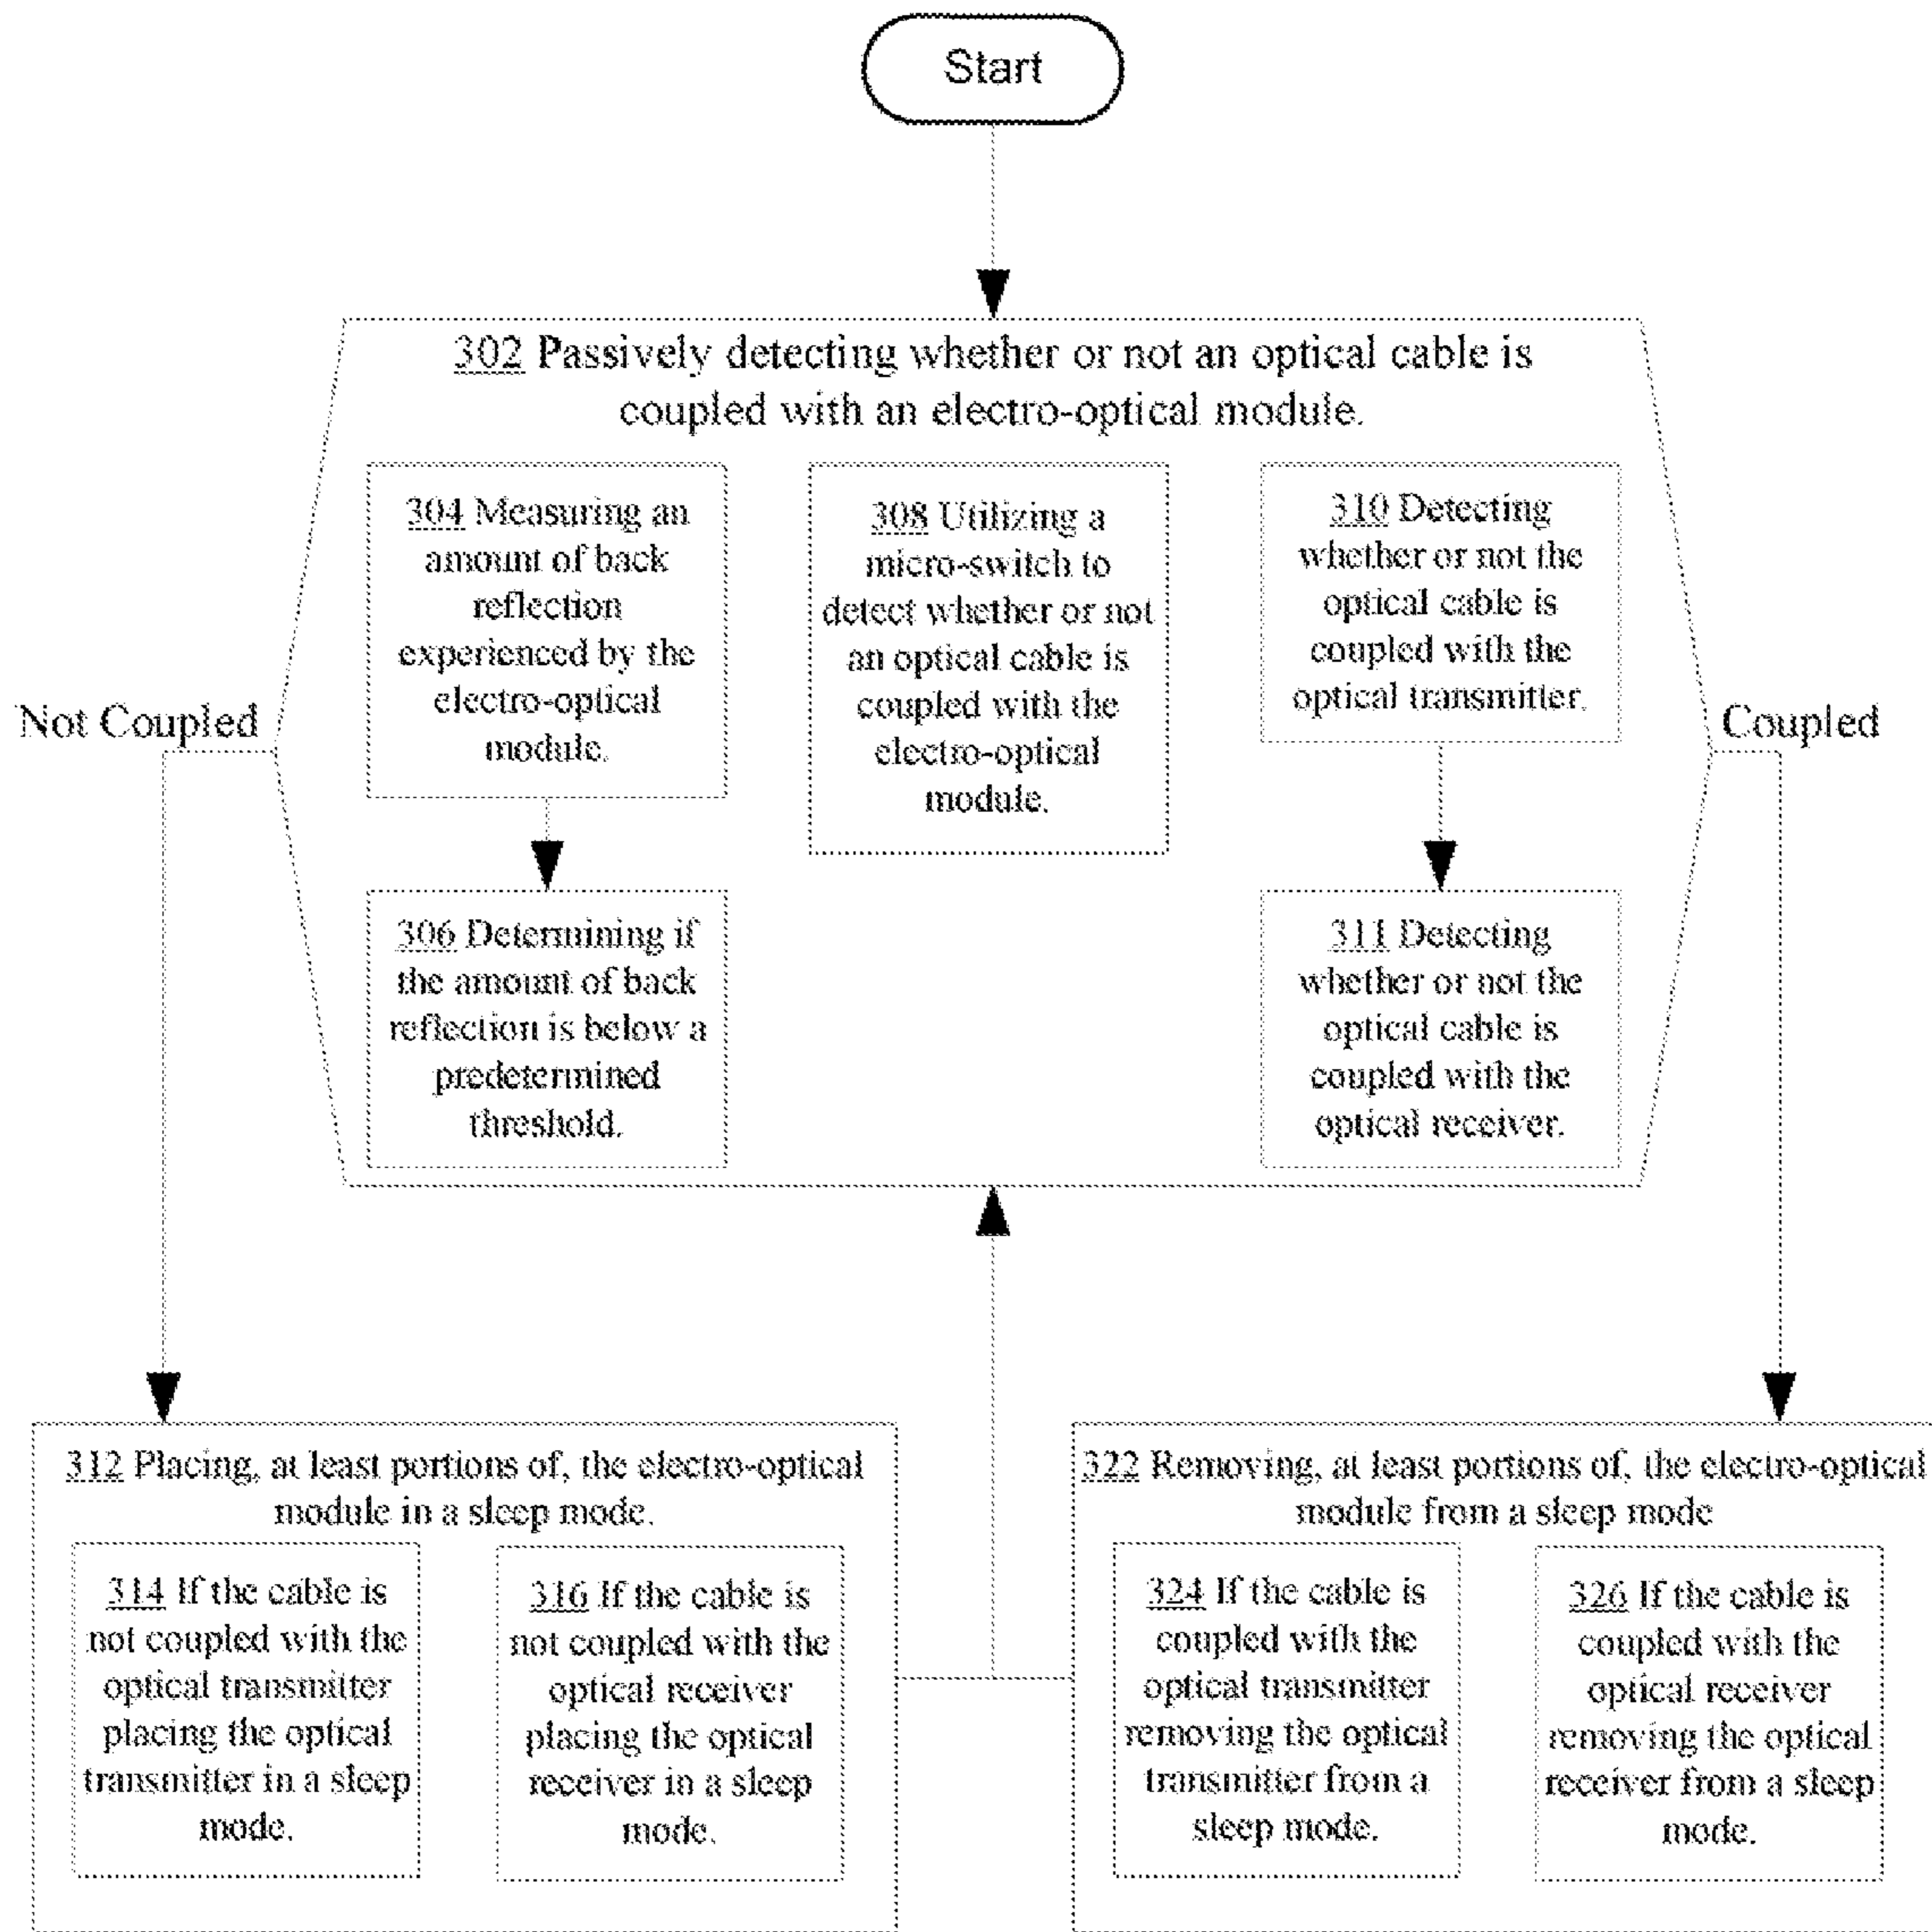 Start
302 Passively detecting whether or not an optical cable is
coupled with an electro-optical module.
304 Measuring an
amount of back
reflection
experienced by the
electro-optical
module.
308 Utilizing a
micro-switch to
detect whether or not
an optical cable is
coupled with the
electro-optical
module.
310 Detecting
whether or not the
optical cable is
coupled with the
optical transmitter.
Not Coupled
Coupled
306 Determining if
the amount of back
reflection is below a
predetermined
threshold.
311 Detecting
whether or not the
optical cable is
coupled with the
optical receiver.
312 Placing, at least portions of, the electro-optical
module in a sleep mode.
314 If the cable is
not coupled with the
optical transmitter
placing the optical
transmitter in a sleep
mode.
316 If the cable is
not coupled with the
optical receiver
placing the optical
receiver in a sleep
mode.
322 Removing, at least portions of, the electro-optical
module from a sleep mode
324 If the cable is
coupled with the
optical transmitter
removing the optical
transmitter from a
sleep mode.
326 If the cable is
coupled with the
optical receiver
removing the optical
receiver from a sleep
mode.